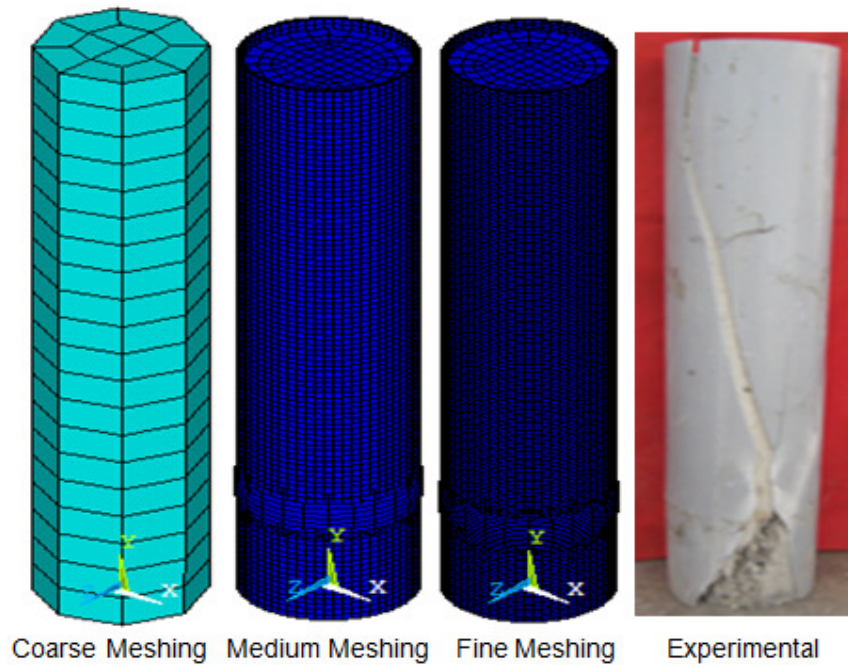 Y
Z
X
Y
Z
X
Y
Z
X
Coarse Meshing
Medium Meshing
Fine Meshing
Experimental